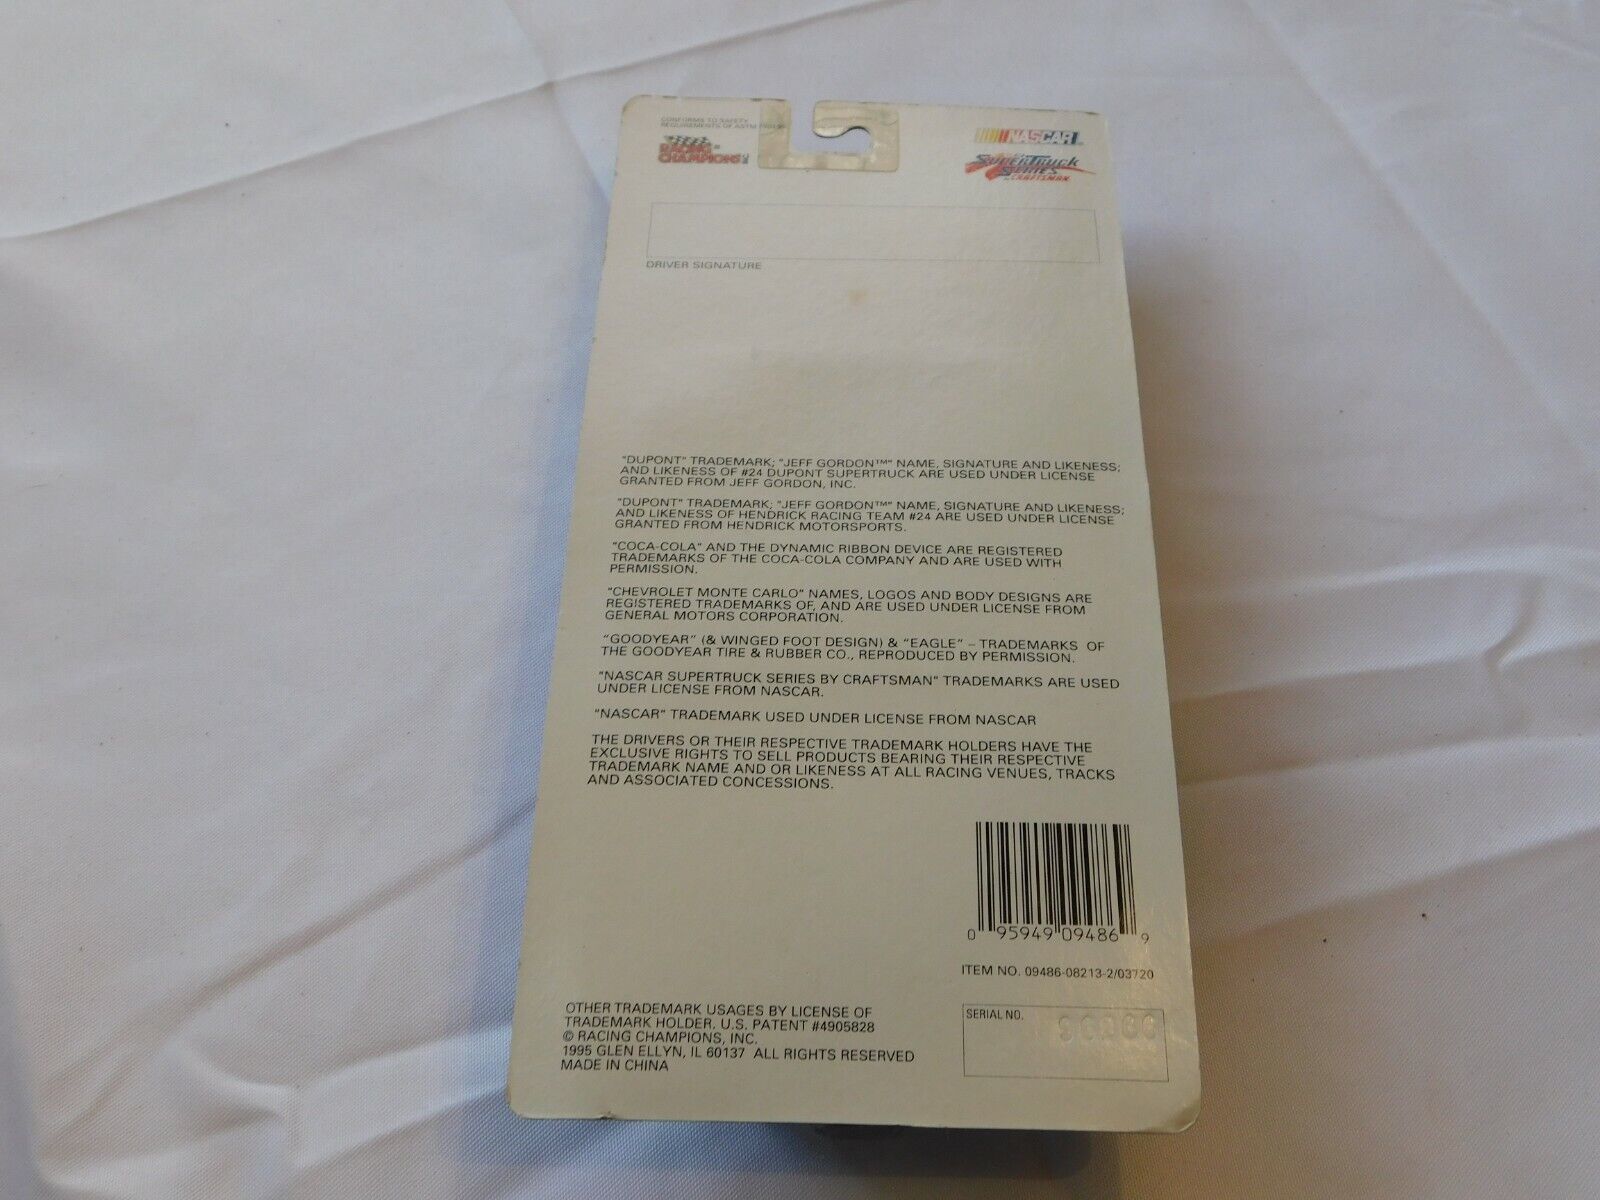 CONFORMS TO SAFETY
REQUIREMENTS OF ASTM
RACING
CHAMPIONS INC.
NASCAR
SUPERTRUCK
SERIES
BY CRAFTSMAN
DRIVER SIGNATURE
"DUPONT" TRADEMARK; "JEFF GORDON™" NAME, SIGNATURE AND LIKENESS;
AND LIKENESS OF #24 DUPONT SUPERTRUCK ARE USED UNDER LICENSE
GRANTED FROM JEFF GORDON, INC.
"DUPONT" TRADEMARK; "JEFF GORDON™" NAME, SIGNATURE AND LIKENESS;
AND LIKENESS OF HENDRICK RACING TEAM #24 ARE USED UNDER LICENSE
GRANTED FROM HENDRICK MOTORSPORTS.
"COCA-COLA" AND THE DYNAMIC RIBBON DEVICE ARE REGISTERED
TRADEMARKS OF THE COCA-COLA COMPANY AND ARE USED WITH
PERMISSION.
"CHEVROLET MONTE CARLO" NAMES, LOGOS AND BODY DESIGNS ARE
REGISTERED TRADEMARKS OF, AND ARE USED UNDER LICENSE FROM
GENERAL MOTORS CORPORATION.
"GOODYEAR" (& WINGED FOOT DESIGN) & "EAGLE" – TRADEMARKS OF
THE GOODYEAR TIRE & RUBBER CO., REPRODUCED BY PERMISSION.
"NASCAR SUPERTRUCK SERIES BY CRAFTSMAN" TRADEMARKS ARE USED
UNDER LICENSE FROM NASCAR.
"NASCAR" TRADEMARK USED UNDER LICENSE FROM NASCAR
THE DRIVERS OR THEIR RESPECTIVE TRADEMARK HOLDERS HAVE THE
EXCLUSIVE RIGHTS TO SELL PRODUCTS BEARING THEIR RESPECTIVE
TRADEMARK NAME AND OR LIKENESS AT ALL RACING VENUES, TRACKS
AND ASSOCIATED CONCESSIONS.
0 95949 09486 9
ITEM NO. 09486-08213-2/03720
OTHER TRADEMARK USAGES BY LICENSE OF
TRADEMARK HOLDER. U.S. PATENT #4905828
© RACING CHAMPIONS, INC.
1995 GLEN ELLYN, IL 60137 ALL RIGHTS RESERVED
MADE IN CHINA
SERIAL NO.